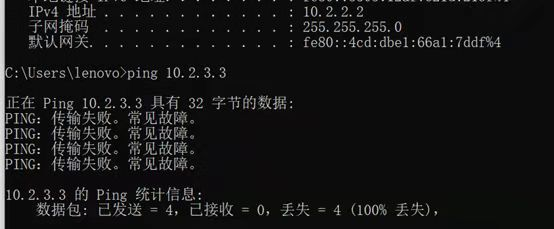 IPv4 地址 . . . . . . . . . . . . : 10.2.2.2
子网掩码 . . . . . . . . . . . . : 255.255.255.0
默认网关. . . . . . . . . . . . . : fe80::4cd:dbe1:66a1:7ddf%4
C:\Users\lenovo>ping 10.2.3.3
正在 Ping 10.2.3.3 具有 32 字节的数据:
PING：传输失败。常见故障。
PING：传输失败。常见故障。
PING：传输失败。常见故障。
PING：传输失败。常见故障。
10.2.3.3 的 Ping 统计信息:
数据包: 已发送 = 4，已接收 = 0，丢失 = 4 (100% 丢失)，